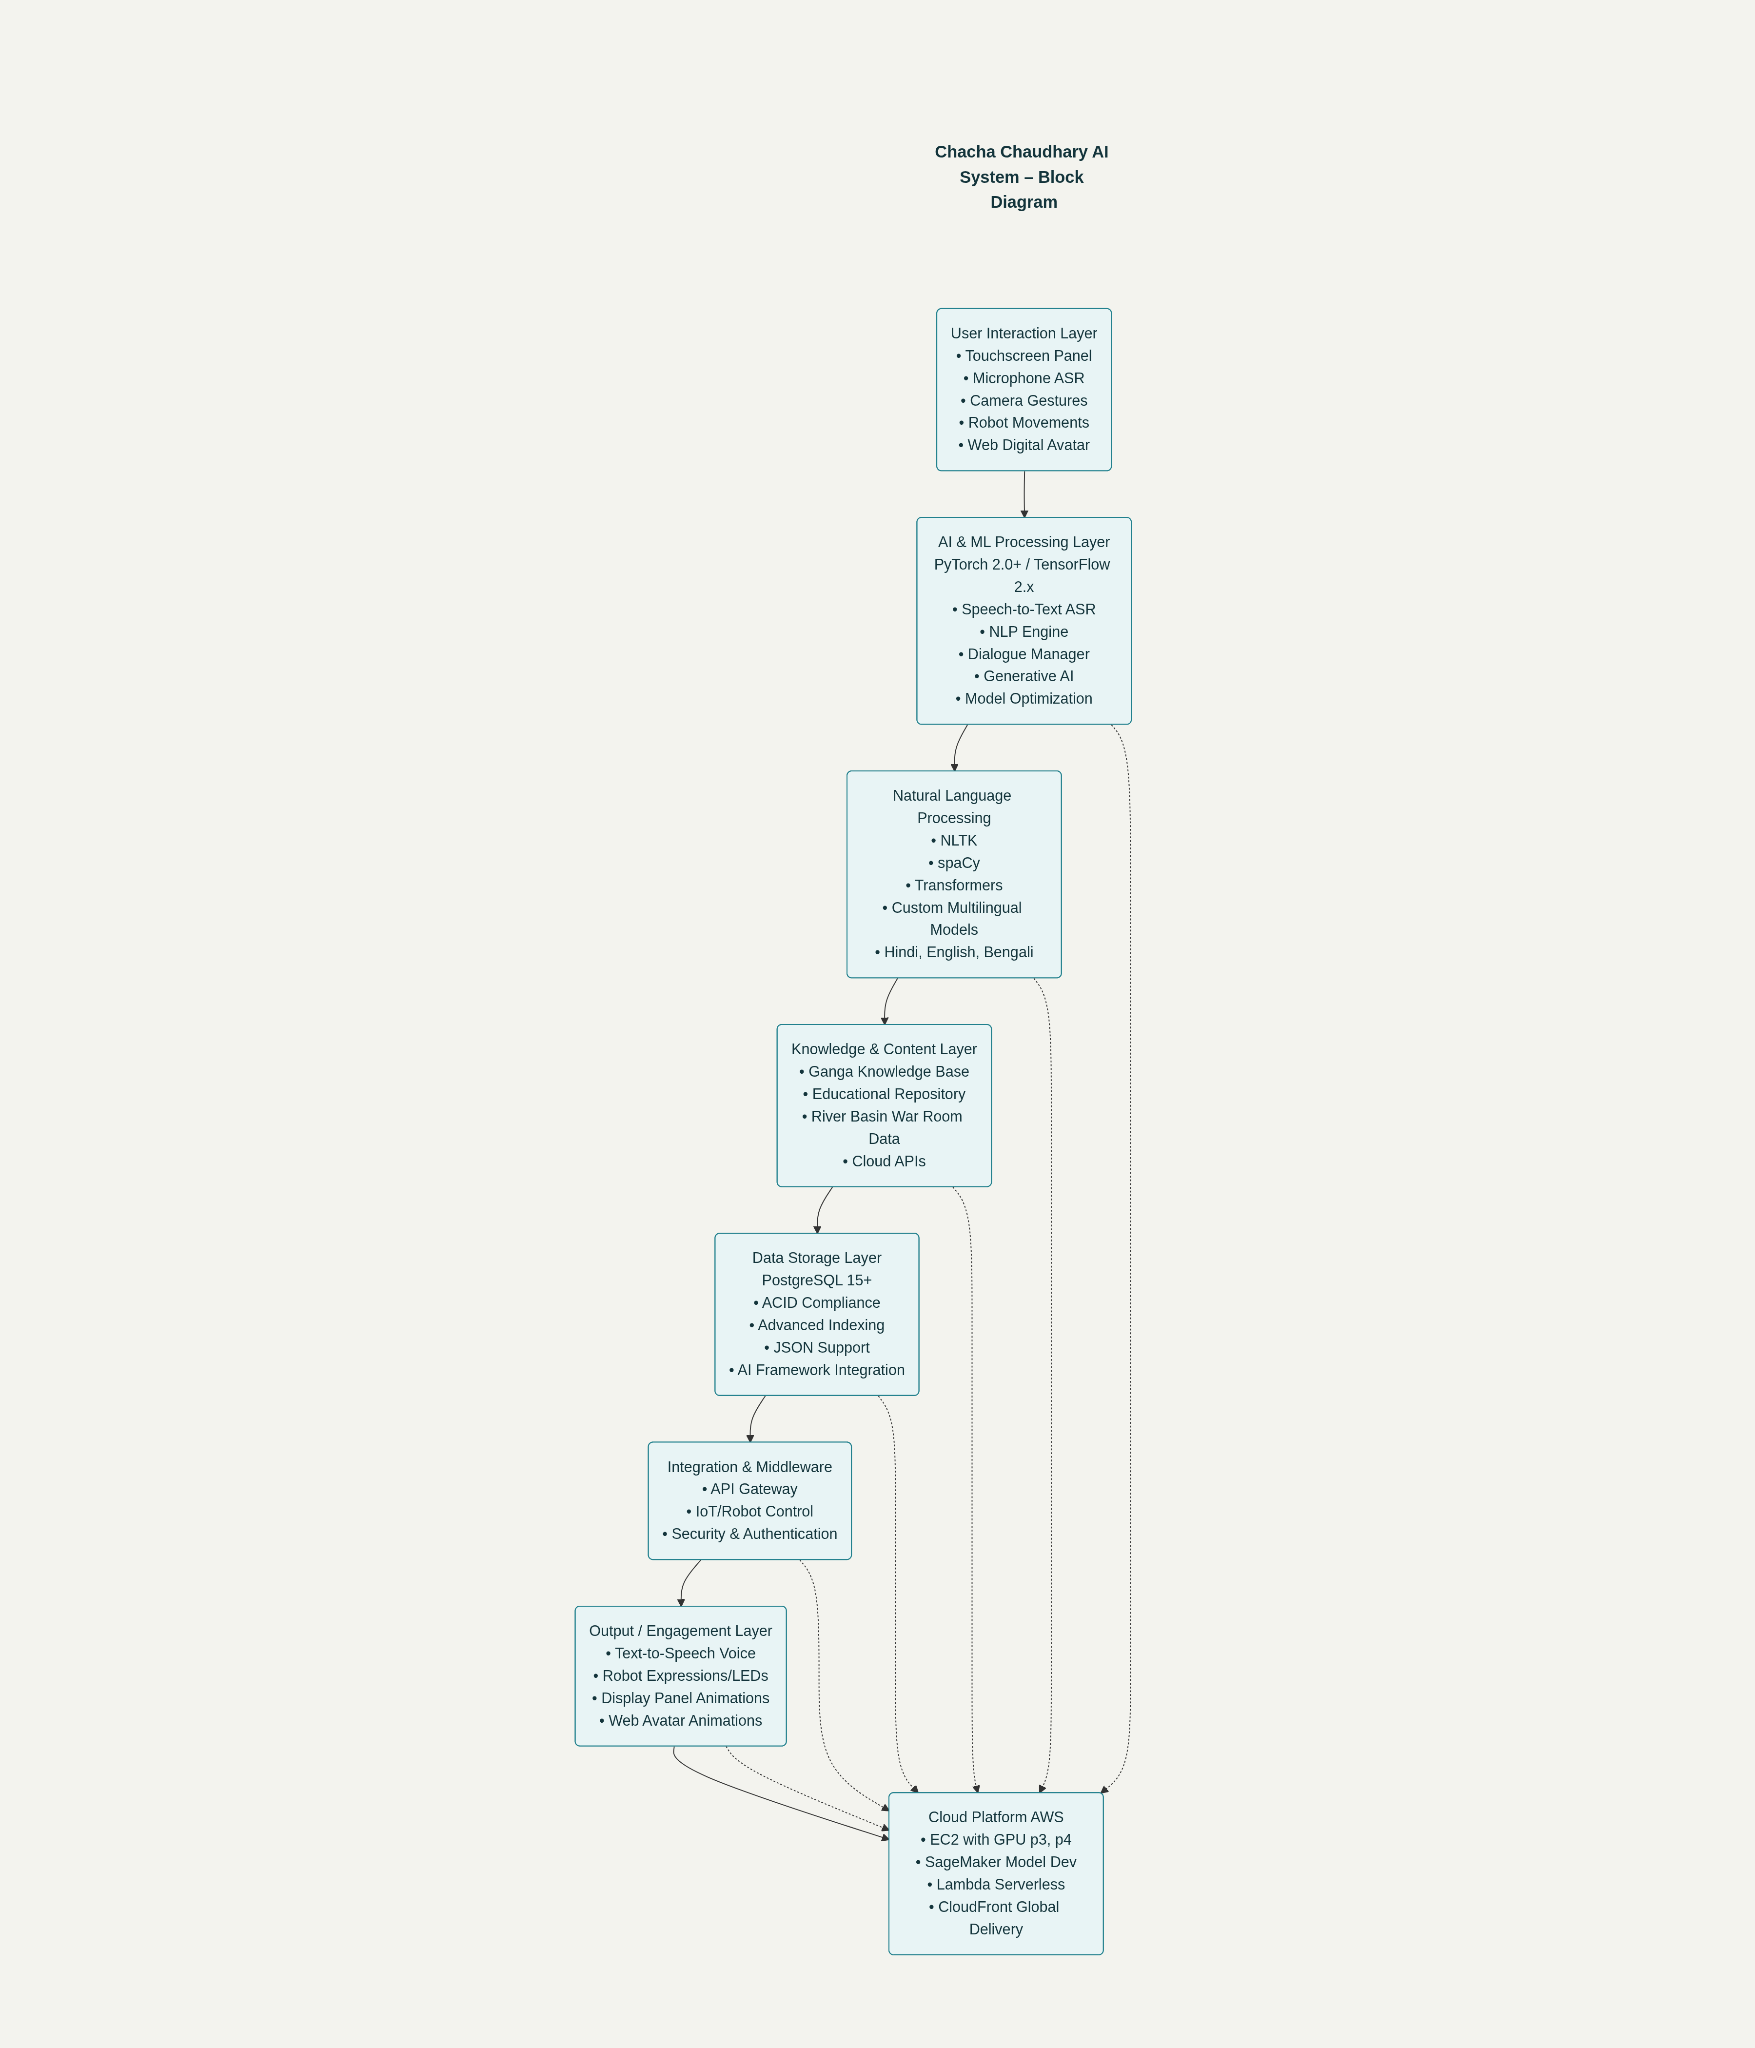 Chacha Chaudhary AI
System – Block
Diagram
User Interaction Layer
• Touchscreen Panel
• Microphone ASR
• Camera Gestures
• Robot Movements
• Web Digital Avatar
AI & ML Processing Layer
PyTorch 2.0+ / TensorFlow
2.x
• Speech-to-Text ASR
• NLP Engine
• Dialogue Manager
• Generative AI
• Model Optimization
Natural Language
Processing
• NLTK
• spaCy
• Transformers
• Custom Multilingual
Models
• Hindi, English, Bengali
Knowledge & Content Layer
• Ganga Knowledge Base
• Educational Repository
• River Basin War Room
Data
• Cloud APIs
Data Storage Layer
PostgreSQL 15+
• ACID Compliance
• Advanced Indexing
• JSON Support
• AI Framework Integration
Integration & Middleware
• API Gateway
• IoT/Robot Control
• Security & Authentication
Output / Engagement Layer
• Text-to-Speech Voice
• Robot Expressions/LEDs
• Display Panel Animations
• Web Avatar Animations
Cloud Platform AWS
• EC2 with GPU p3, p4
• SageMaker Model Dev
• Lambda Serverless
• CloudFront Global
Delivery